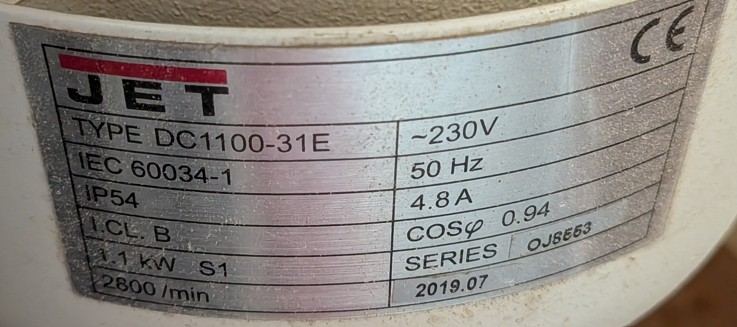 CE
JET
TYPE DC1100-31E ~230V
IEC 60034-1 50 Hz
IP54 4.8 A
I.CL. B COSφ 0.94
1.1 kW S1 SERIES
2800 /min 2019.07